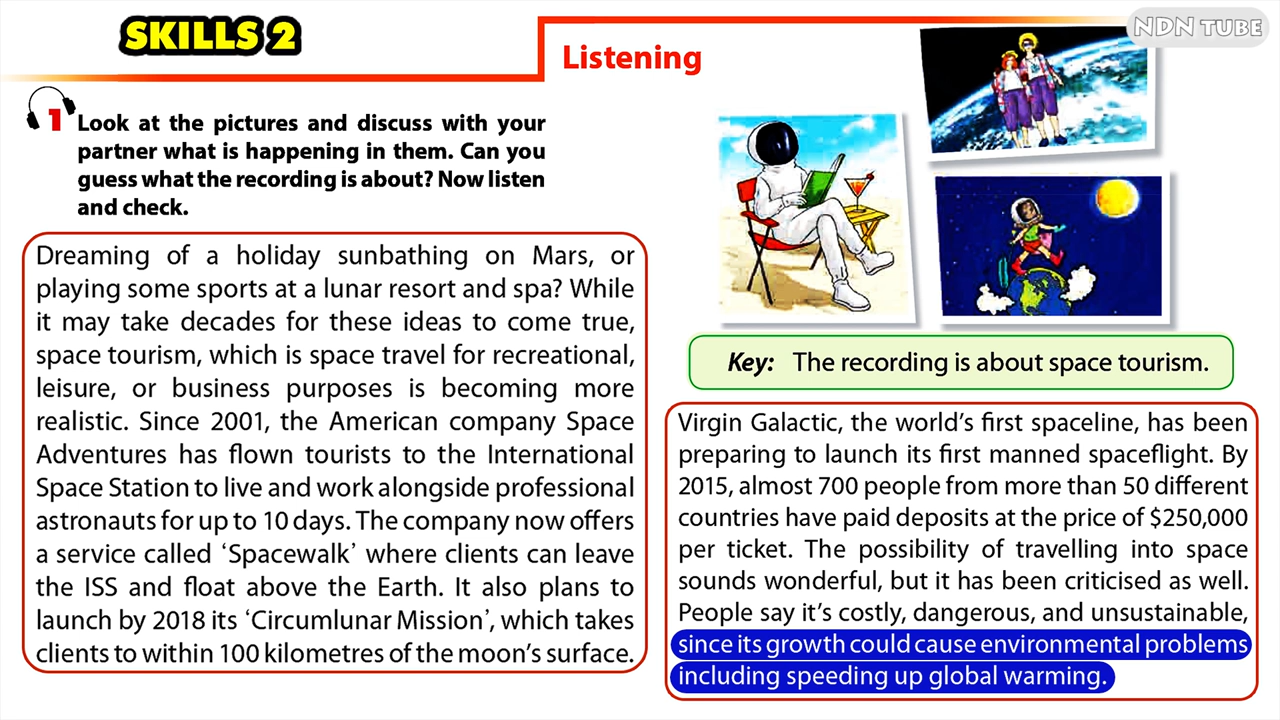 SKILLS 2
Listening
NDN TUBE
1 Look at the pictures and discuss with your
partner what is happening in them. Can you
guess what the recording is about? Now listen
and check.
Dreaming of a holiday sunbathing on Mars, or
playing some sports at a lunar resort and spa? While
it may take decades for these ideas to come true,
space tourism, which is space travel for recreational,
leisure, or business purposes is becoming more
realistic. Since 2001, the American company Space
Adventures has flown tourists to the International
Space Station to live and work alongside professional
astronauts for up to 10 days. The company now offers
a service called ‘Spacewalk’ where clients can leave
the ISS and float above the Earth. It also plans to
launch by 2018 its ‘Circumlunar Mission’, which takes
clients to within 100 kilometres of the moon’s surface.
Key: The recording is about space tourism.
Virgin Galactic, the world’s first spaceline, has been
preparing to launch its first manned spaceflight. By
2015, almost 700 people from more than 50 different
countries have paid deposits at the price of $250,000
per ticket. The possibility of travelling into space
sounds wonderful, but it has been criticised as well.
People say it’s costly, dangerous, and unsustainable,
since its growth could cause environmental problems
including speeding up global warming.